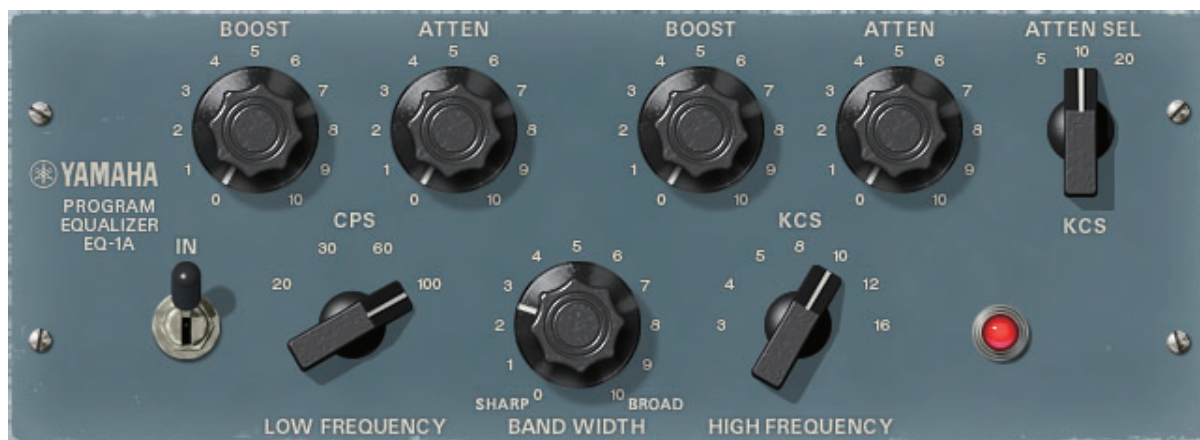 BOOST ATTEN BOOST ATTEN ATTEN SEL
4 5 6 4 5 6 4 5 6 4 5 6 5 10 20
3 7 3 7 3 7 3 7
2 8 2 8 2 8 2 8
1 9 1 9 1 9 1 9
0 10 0 10 0 10 0 10
YAMAHA
PROGRAM
EQUALIZER
EQ-1A
CPS KCS KCS
IN
20 30 60 100
0 1 2 3 4 5 6 7 8 9 10
SHARP BROAD
3 4 5 8 10 12 16
LOW FREQUENCY BAND WIDTH HIGH FREQUENCY